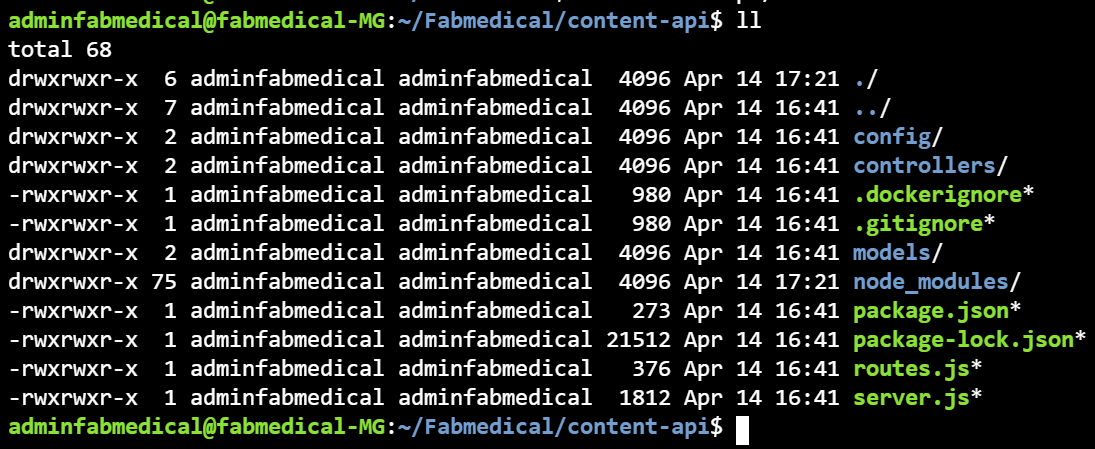 adminfabmedical@fabmedical-MG:~/Fabmedical/content-api$ ll
total 68
drwxrwxr-x  6 adminfabmedical adminfabmedical  4096 Apr 14 17:21 ./
drwxrwxr-x  7 adminfabmedical adminfabmedical  4096 Apr 14 16:41 ../
drwxrwxr-x  2 adminfabmedical adminfabmedical  4096 Apr 14 16:41 config/
drwxrwxr-x  2 adminfabmedical adminfabmedical  4096 Apr 14 16:41 controllers/
-rwxrwxr-x  1 adminfabmedical adminfabmedical   980 Apr 14 16:41 .dockerignore*
-rwxrwxr-x  1 adminfabmedical adminfabmedical   980 Apr 14 16:41 .gitignore*
drwxrwxr-x  2 adminfabmedical adminfabmedical  4096 Apr 14 16:41 models/
drwxrwxr-x 75 adminfabmedical adminfabmedical  4096 Apr 14 17:21 node_modules/
-rwxrwxr-x  1 adminfabmedical adminfabmedical   273 Apr 14 16:41 package.json*
-rwxrwxr-x  1 adminfabmedical adminfabmedical 21512 Apr 14 16:41 package-lock.json*
-rwxrwxr-x  1 adminfabmedical adminfabmedical   376 Apr 14 16:41 routes.js*
-rwxrwxr-x  1 adminfabmedical adminfabmedical  1812 Apr 14 16:41 server.js*
adminfabmedical@fabmedical-MG:~/Fabmedical/content-api$